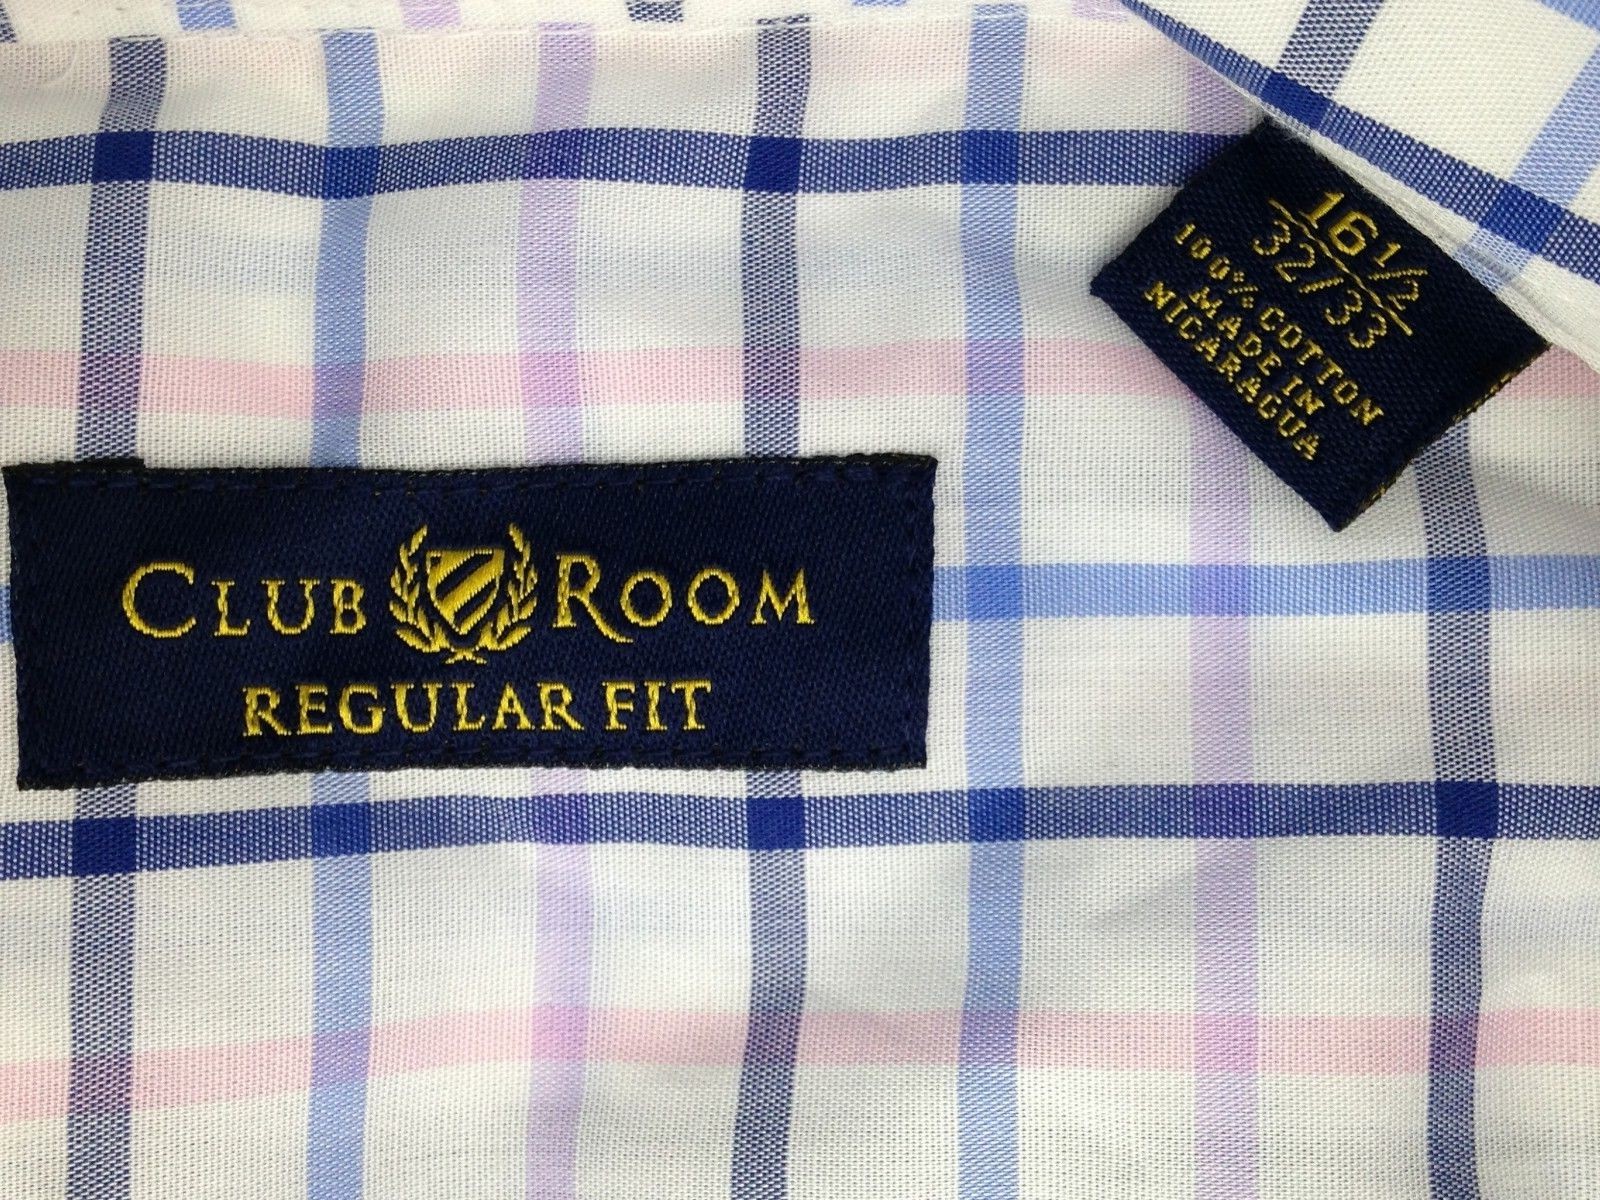 CLUB ROOM
REGULAR FIT
16 1/2
32/33
100% COTTON
MADE IN
NICARAGUA